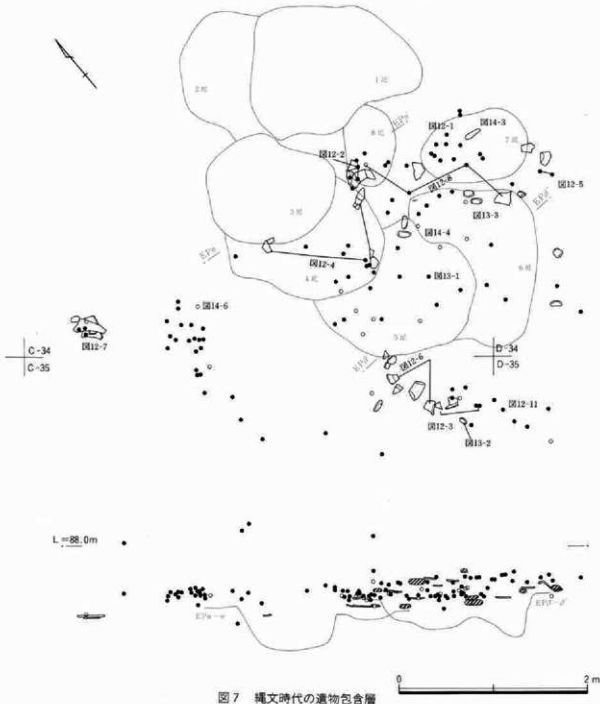 1坑
2坑
8坑
EPγ'
図12-1
図14-3
7坑
図12-2
図12-8
図12-5
3坑
図13-3
EPδ'
EPα
図14-4
図12-4
4坑
図13-1
6坑
図14-6
図12-7
C-34
C-35
5坑
D-34
D-35
図12-6
図12-11
図12-3
図13-2
L=88.0m
0
2m
図7 縄文時代の遺物包含層